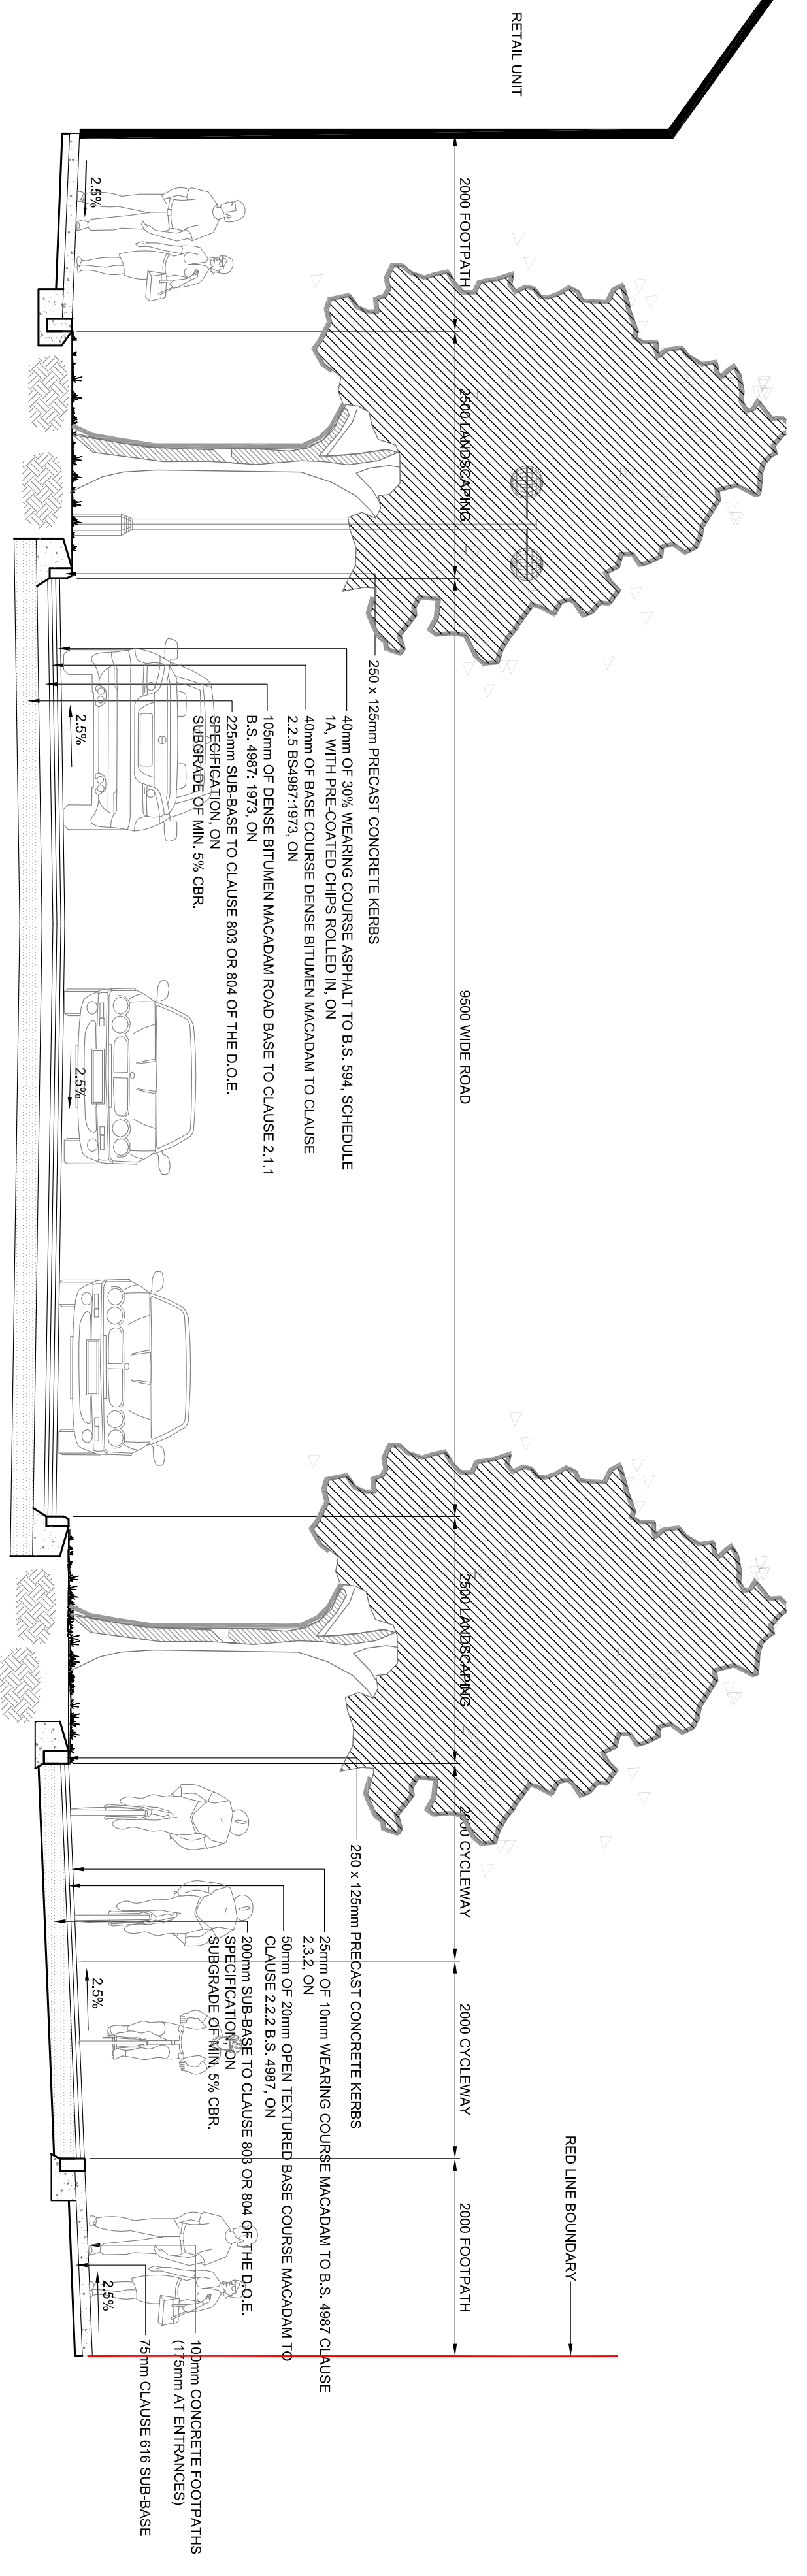 RETAIL UNIT
2000 FOOTPATH
2500 LANDSCAPING
9500 WIDE ROAD
2500 LANDSCAPING
2000 CYCLEWAY
2000 CYCLEWAY
2000 FOOTPATH
RED LINE BOUNDARY
250 x 125mm PRECAST CONCRETE KERBS
40mm OF 30% WEARING COURSE ASPHALT TO B.S. 594, SCHEDULE
1A, WITH PRE-COATED CHIPS ROLLED IN, ON
40mm OF BASE COURSE DENSE BITUMEN MACADAM TO CLAUSE
2.2.5 BS4987:1973, ON
105mm OF DENSE BITUMEN MACADAM ROAD BASE TO CLAUSE 2.1.1
B.S. 4987: 1973, ON
225mm SUB-BASE TO CLAUSE 803 OR 804 OF THE D.O.E.
SPECIFICATION, ON
SUBGRADE OF MIN. 5% CBR.
250 x 125mm PRECAST CONCRETE KERBS
25mm OF 10mm WEARING COURSE MACADAM TO B.S. 4987 CLAUSE
2.3.2, ON
50mm OF 20mm OPEN TEXTURED BASE COURSE MACADAM TO
CLAUSE 2.2.2 B.S. 4987, ON
200mm SUB-BASE TO CLAUSE 803 OR 804 OF THE D.O.E.
SPECIFICATION, ON
SUBGRADE OF MIN. 5% CBR.
100mm CONCRETE FOOTPATHS
(175mm AT ENTRANCES)
75mm CLAUSE 616 SUB-BASE
2.5%
2.5%
2.5%
2.5%
2.5%